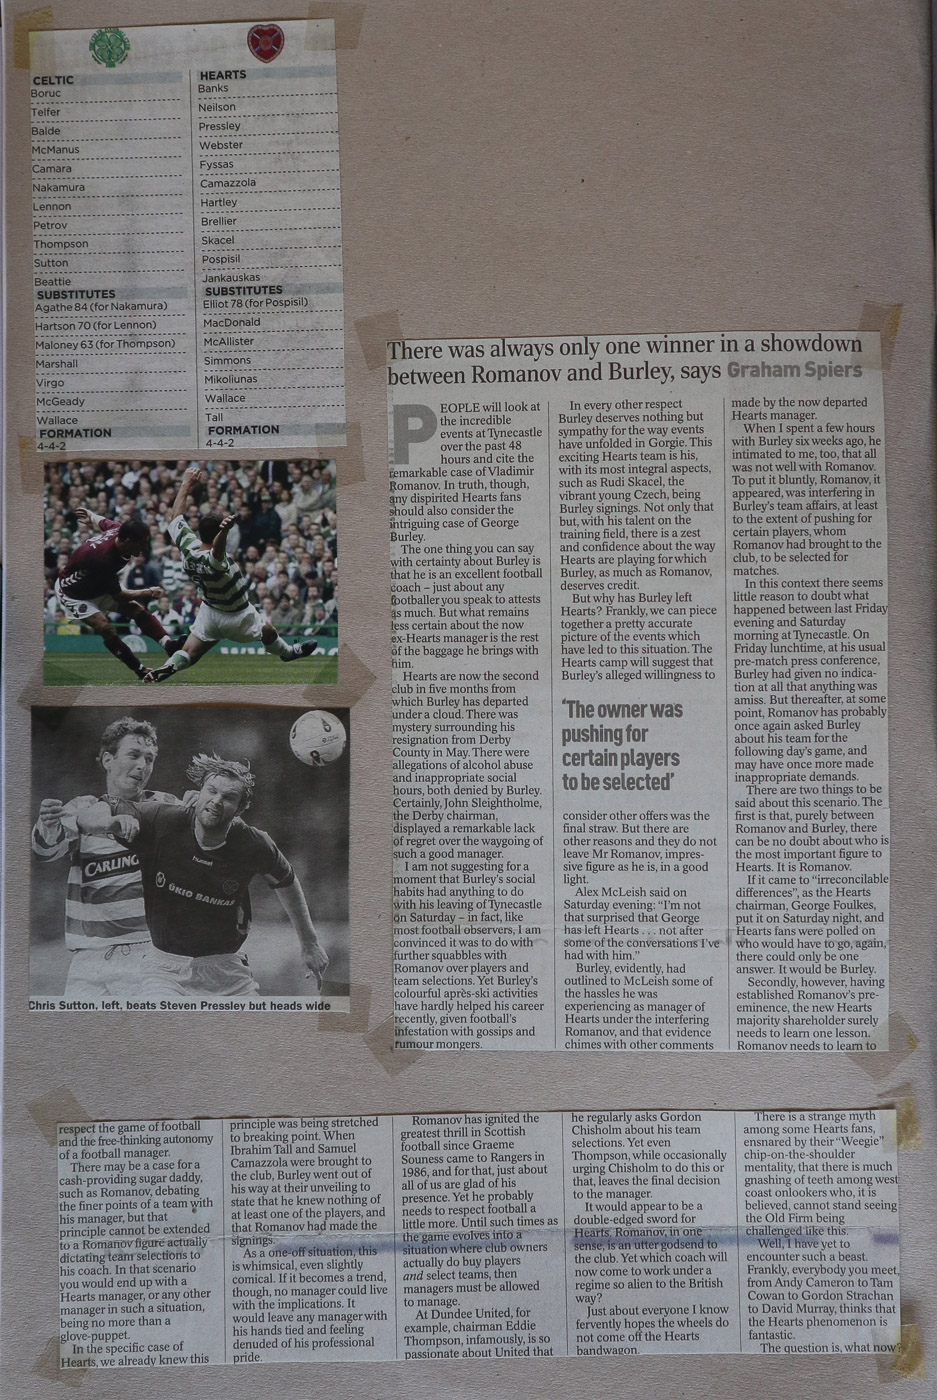 CELTIC
Boruc
Telfer
Balde
McManus
Camara
Nakamura
Lennon
Petrov
Thompson
Sutton
Beattie
SUBSTITUTES
Agathe 84 (for Nakamura)
Hartson 70 (for Lennon)
Maloney 63 (for Thompson)
Marshall
Virgo
McGeady
Wallace
FORMATION
4-4-2
HEARTS
Banks
Neilson
Pressley
Webster
Fyssas
Camazzola
Hartley
Brellier
Skacel
Pospisil
Jankauskas
SUBSTITUTES
Elliot 78 (for Pospisil)
MacDonald
McAllister
Simmons
Mikoliunas
Wallace
Tall
FORMATION
4-4-2
CARLING
hummel
ŪKIO BANKAS
Chris Sutton, left, beats Steven Pressley but heads wide
There was always only one winner in a showdown
between Romanov and Burley, says Graham Spiers
PEOPLE will look at
the incredible
events at Tynecastle
over the past 48
hours and cite the
remarkable case of Vladimir
Romanov. In truth, though,
any dispirited Hearts fans
should also consider the
intriguing case of George
Burley.
The one thing you can say
with certainty about Burley is
that he is an excellent football
coach – just about any
footballer you speak to attests
as much. But what remains
less certain about the now
ex-Hearts manager is the rest
of the baggage he brings with
him.
Hearts are now the second
club in five months from
which Burley has departed
under a cloud. There was
mystery surrounding his
resignation from Derby
County in May. There were
allegations of alcohol abuse
and inappropriate social
hours, both denied by Burley.
Certainly, John Sleightholme,
the Derby chairman,
displayed a remarkable lack
of regret over the waygoing of
such a good manager.
I am not suggesting for a
moment that Burley's social
habits had anything to do
with his leaving of Tynecastle
on Saturday – in fact, like
most football observers, I am
convinced it was to do with
further squabbles with
Romanov over players and
team selections. Yet Burley's
colourful après-ski activities
have hardly helped his career
recently, given football's
infestation with gossips and
rumour mongers.
In every other respect
Burley deserves nothing but
sympathy for the way events
have unfolded in Gorgie. This
exciting Hearts team is his,
with its most integral aspects,
such as Rudi Skacel, the
vibrant young Czech, being
Burley signings. Not only that
but, with his talent on the
training field, there is a zest
and confidence about the way
Hearts are playing for which
Burley, as much as Romanov,
deserves credit.
But why has Burley left
Hearts? Frankly, we can piece
together a pretty accurate
picture of the events which
have led to this situation. The
Hearts camp will suggest that
Burley's alleged willingness to
'The owner was
pushing for
certain players
to be selected'
consider other offers was the
final straw. But there are
other reasons and they do not
leave Mr Romanov, impres-
sive figure as he is, in a good
light.
Alex McLeish said on
Saturday evening: "I'm not
that surprised that George
has left Hearts . . . not after
some of the conversations I've
had with him."
Burley, evidently, had
outlined to McLeish some of
the hassles he was
experiencing as manager of
Hearts under the interfering
Romanov, and that evidence
chimes with other comments
made by the now departed
Hearts manager.
When I spent a few hours
with Burley six weeks ago, he
intimated to me, too, that all
was not well with Romanov.
To put it bluntly, Romanov, it
appeared, was interfering in
Burley's team affairs, at least
to the extent of pushing for
certain players, whom
Romanov had brought to the
club, to be selected for
matches.
In this context there seems
little reason to doubt what
happened between last Friday
evening and Saturday
morning at Tynecastle. On
Friday lunchtime, at his usual
pre-match press conference,
Burley had given no indica-
tion at all that anything was
amiss. But thereafter, at some
point, Romanov has probably
once again asked Burley
about his team for the
following day's game, and
may have once more made
inappropriate demands.
There are two things to be
said about this scenario. The
first is that, purely between
Romanov and Burley, there
can be no doubt about who is
the most important figure to
Hearts. It is Romanov.
If it came to "irreconcilable
differences", as the Hearts
chairman, George Foulkes,
put it on Saturday night, and
Hearts fans were polled on
who would have to go, again,
there could only be one
answer. It would be Burley.
Secondly, however, having
established Romanov's pre-
eminence, the new Hearts
majority shareholder surely
needs to learn one lesson.
Romanov needs to learn to
respect the game of football
and the free-thinking autonomy
of a football manager.
There may be a case for a
cash-providing sugar daddy,
such as Romanov, debating
the finer points of a team with
his manager, but that
principle cannot be extended
to a Romanov figure actually
dictating team selections to
his coach. In that scenario
you would end up with a
Hearts manager, or any other
manager in such a situation,
being no more than a
glove-puppet.
In the specific case of
Hearts, we already knew this
principle was being stretched
to breaking point. When
Ibrahim Tall and Samuel
Camazzola were brought to
the club, Burley went out of
his way at their unveiling to
state that he knew nothing of
at least one of the players, and
that Romanov had made the
signings.
As a one-off situation, this
is whimsical, even slightly
comical. If it becomes a trend,
though, no manager could live
with the implications. It
would leave any manager with
his hands tied and feeling
denuded of his professional
pride.
Romanov has ignited the
greatest thrill in Scottish
football since Graeme
Souness came to Rangers in
1986, and for that, just about
all of us are glad of his
presence. Yet he probably
needs to respect football a
little more. Until such times as
the game evolves into a
situation where club owners
actually do buy players
and select teams, then
managers must be allowed
to manage.
At Dundee United, for
example, chairman Eddie
Thompson, infamously, is so
passionate about United that
he regularly asks Gordon
Chisholm about his team
selections. Yet even
Thompson, while occasionally
urging Chisholm to do this or
that, leaves the final decision
to the manager.
It would appear to be a
double-edged sword for
Hearts. Romanov, in one
sense, is an utter godsend to
the club. Yet which coach will
now come to work under a
regime so alien to the British
way?
Just about everyone I know
fervently hopes the wheels do
not come off the Hearts
bandwagon.
There is a strange myth
among some Hearts fans,
ensnared by their "Weegie"
chip-on-the-shoulder
mentality, that there is much
gnashing of teeth among west
coast onlookers who, it is
believed, cannot stand seeing
the Old Firm being
challenged like this.
Well, I have yet to
encounter such a beast.
Frankly, everybody you meet,
from Andy Cameron to Tam
Cowan to Gordon Strachan
to David Murray, thinks that
the Hearts phenomenon is
fantastic.
The question is, what now?